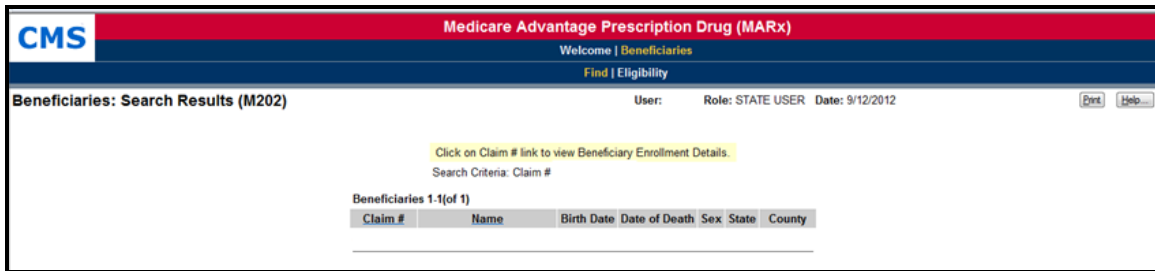 CMS
Medicare Advantage Prescription Drug (MARx)
Welcome | Beneficiaries
Find | Eligibility
Beneficiaries: Search Results (M202) User: Role: STATE USER Date: 9/12/2012 Print Help...
Click on Claim # link to view Beneficiary Enrollment Details.
Search Criteria: Claim #
Beneficiaries 1-1(of 1)
Claim # Name Birth Date Date of Death Sex State County